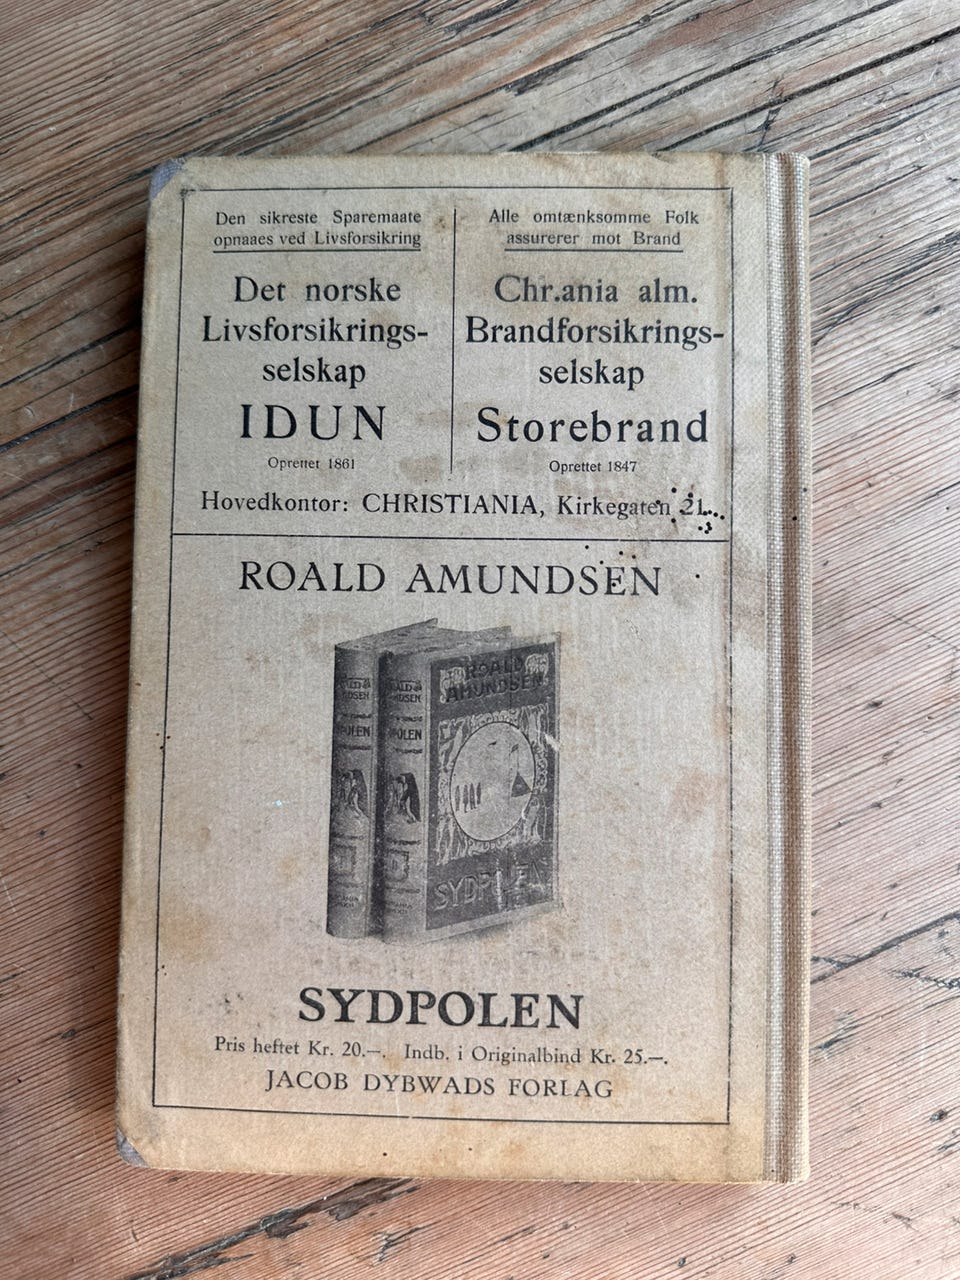 Den sikreste Sparemaate
opnaaes ved Livsforsikring
Det norske
Livsforsikrings-
selskap
IDUN
Oprettet 1861
Alle omtænksomme Folk
assurerer mot Brand
Chr.ania alm.
Brandforsikrings-
selskap
Storebrand
Oprettet 1847
Hovedkontor: CHRISTIANIA, Kirkegaten 21
ROALD AMUNDSEN
ROALD
AMUNDSEN
SYDPOLEN
SYDPOLEN
Pris heftet Kr. 20.—. Indb. i Originalbind Kr. 25.—.
JACOB DYBWADS FORLAG